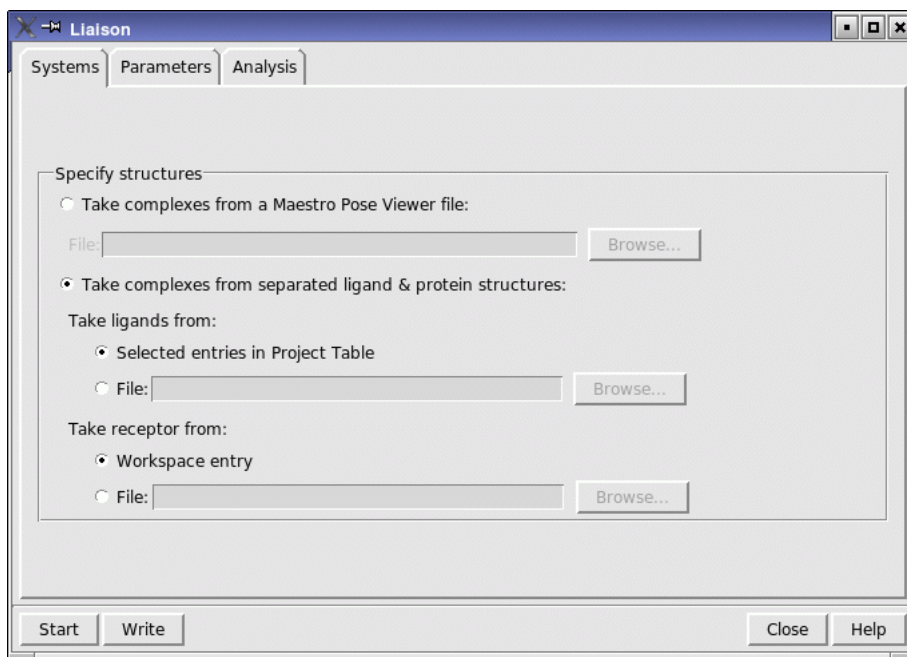 Liaison
Systems Parameters Analysis
Specify structures
Take complexes from a Maestro Pose Viewer file:
File: Browse...
Take complexes from separated ligand & protein structures:
Take ligands from:
Selected entries in Project Table
File: Browse...
Take receptor from:
Workspace entry
File: Browse...
Start Write Close Help